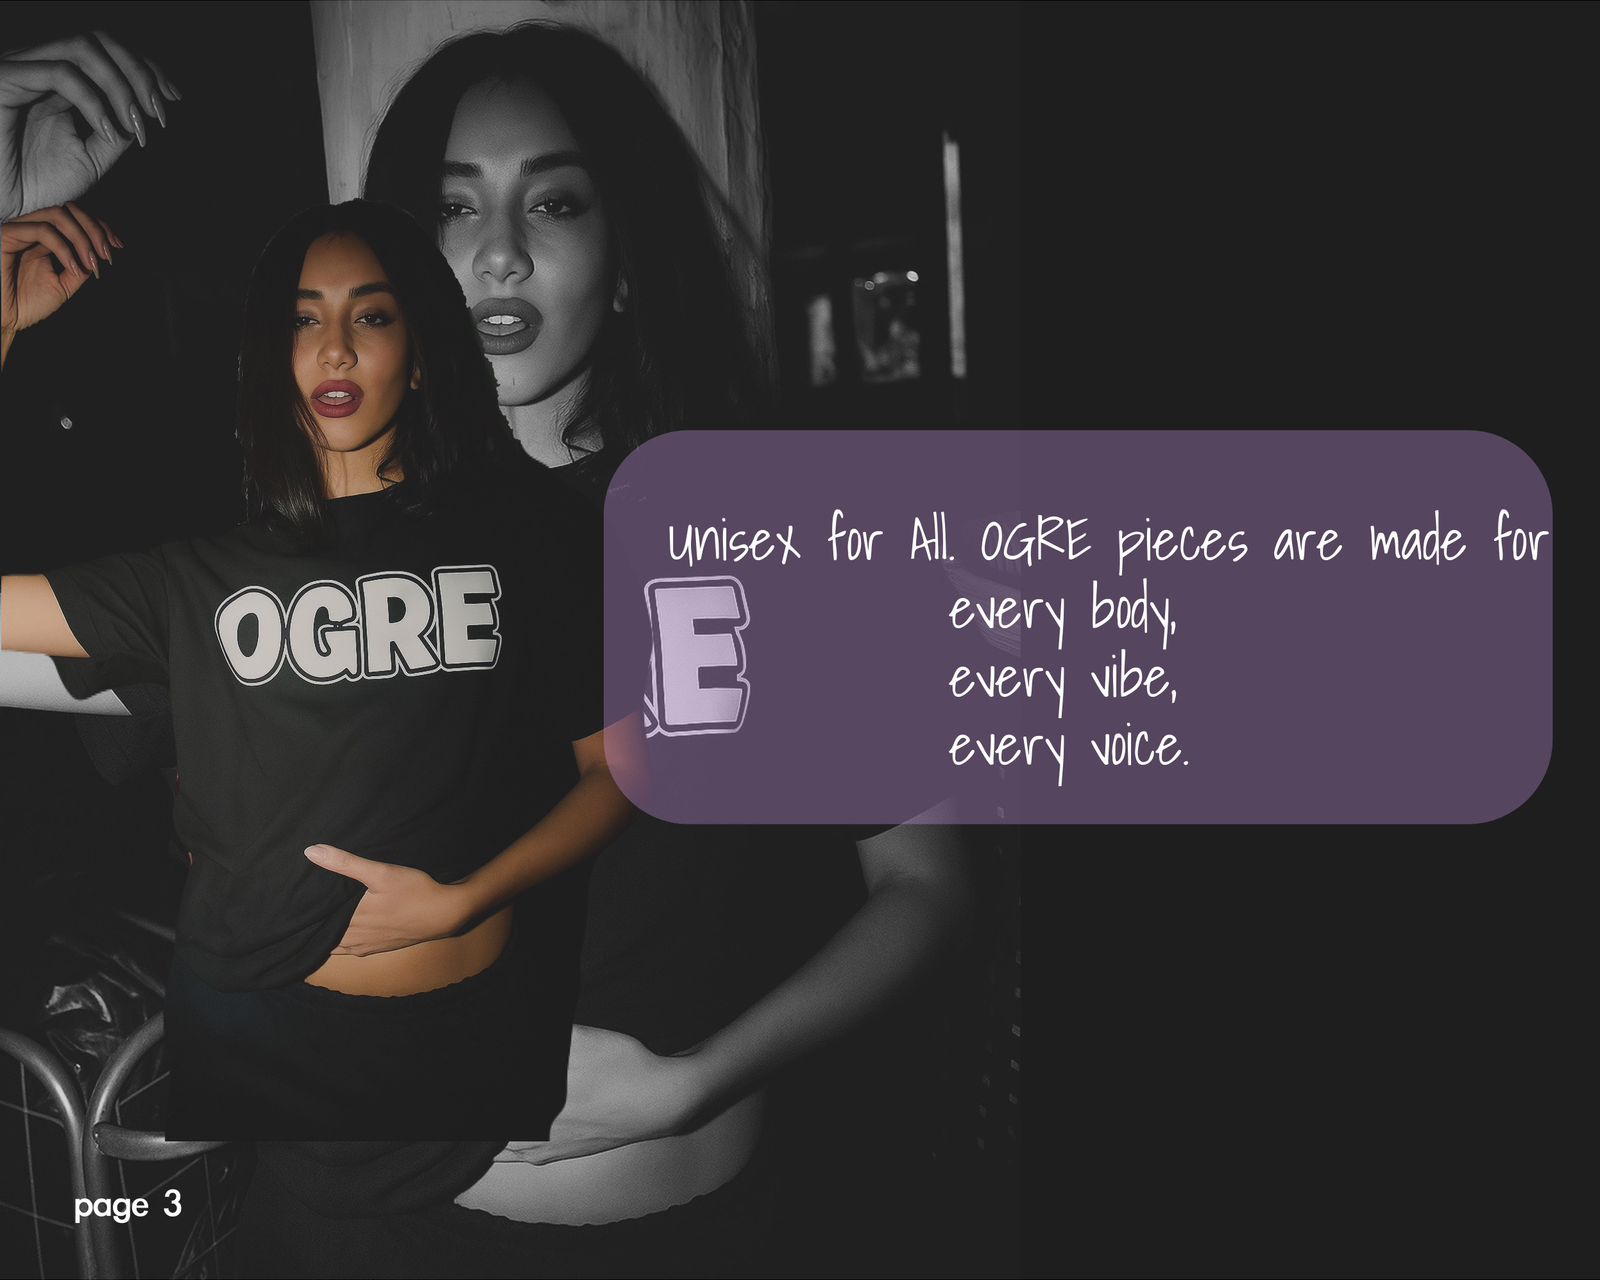 OGRE
E
Unisex for All. OGRE pieces are made for
every body,
every vibe,
every voice.
page 3